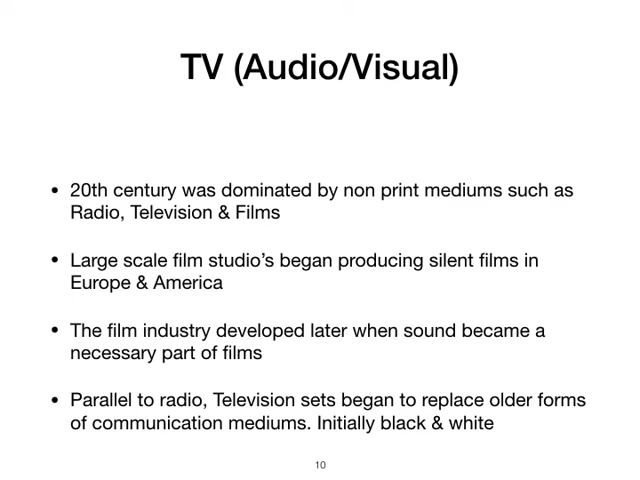 TV (Audio/Visual)
• 20th century was dominated by non print mediums such as
Radio, Television & Films
• Large scale film studio's began producing silent films in
Europe & America
• The film industry developed later when sound became a
necessary part of films
• Parallel to radio, Television sets began to replace older forms
of communication mediums. Initially black & white
10